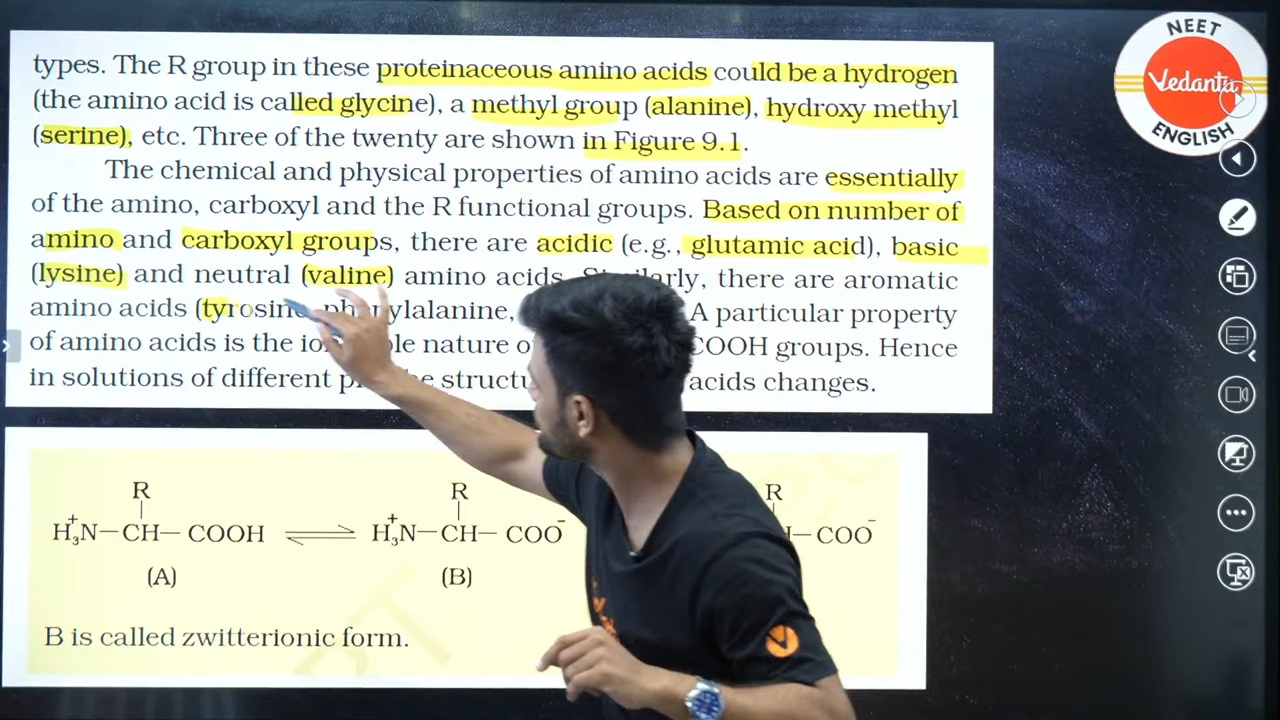 types. The R group in these proteinaceous amino acids could be a hydrogen
(the amino acid is called glycine), a methyl group (alanine), hydroxy methyl
(serine), etc. Three of the twenty are shown in Figure 9.1.
The chemical and physical properties of amino acids are essentially
of the amino, carboxyl and the R functional groups. Based on number of
amino and carboxyl groups, there are acidic (e.g., glutamic acid), basic
(lysine) and neutral (valine) amino acids. there are aromatic
amino acids (tyrosine, A particular property
of amino acids is the nature COOH groups. Hence
in solutions of different acids changes.
R R R
H₃N⁺—CH—COOH ⇌ H₃N⁺—CH—COO⁻ —COO⁻
(A) (B)
B is called zwitterionic form.
NEET
Vedantu
ENGLISH